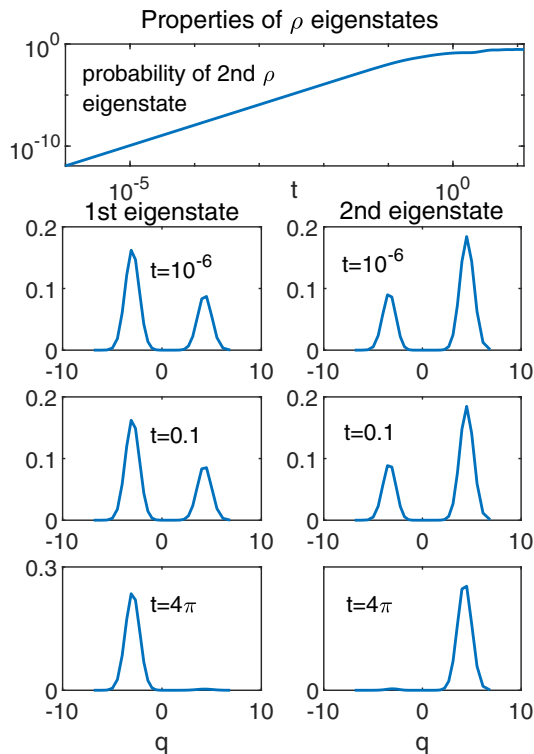 Properties of ρ eigenstates
10^0
probability of 2nd ρ
eigenstate
10^-10
10^-5 t 10^0
1st eigenstate 2nd eigenstate
0.2 0.2
t=10^-6 t=10^-6
0.1 0.1
0 0
-10 0 10 -10 0 10
0.2 0.2
t=0.1 t=0.1
0.1 0.1
0 0
-10 0 10 -10 0 10
0.3
t=4π t=4π
0
-10 0 10 -10 0 10
q q